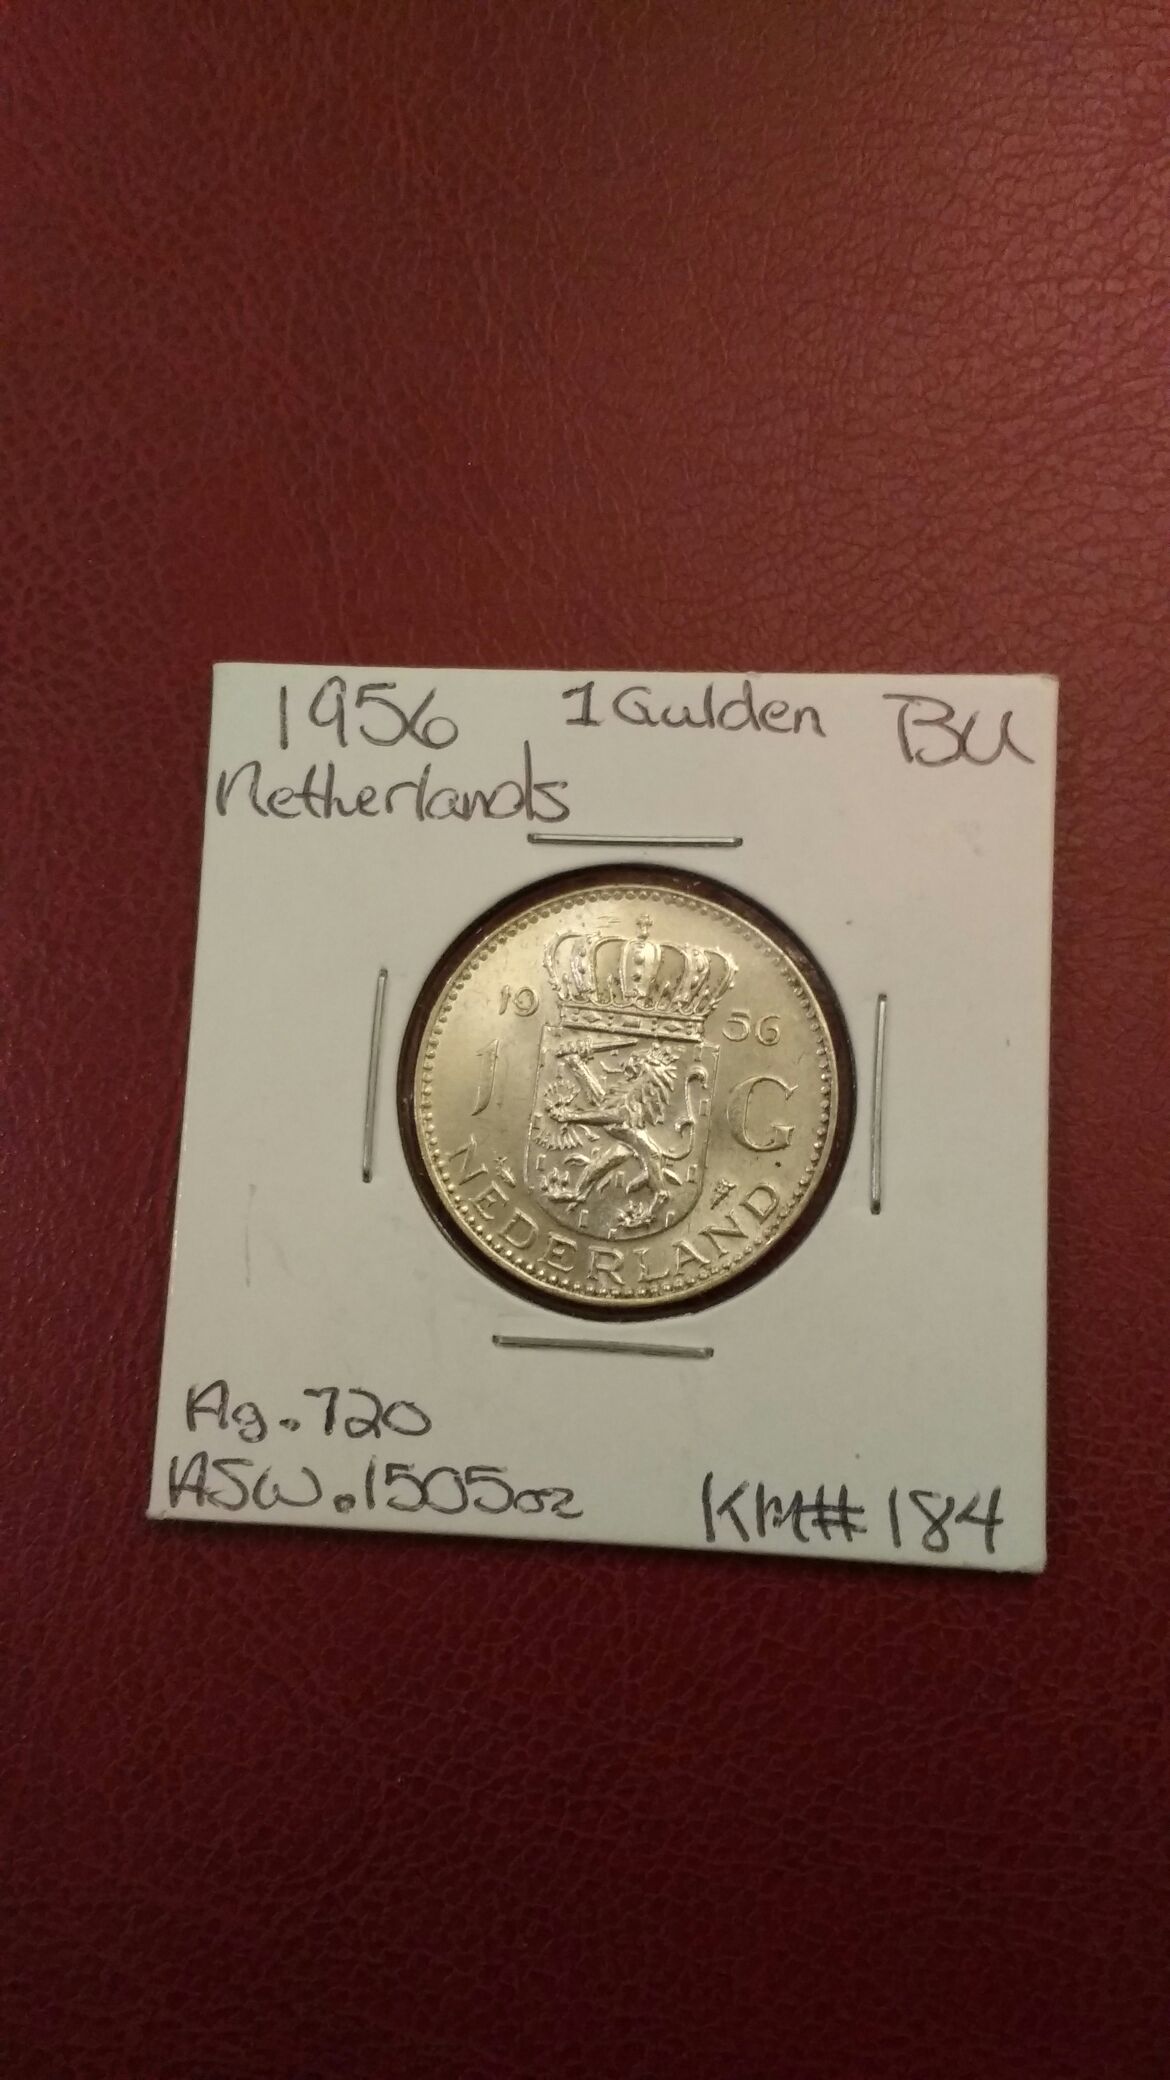 1956 1 Gulden BU
Netherlands
19 56
1 G
NEDERLAND
Ag .720
ASW .1505oz KM# 184